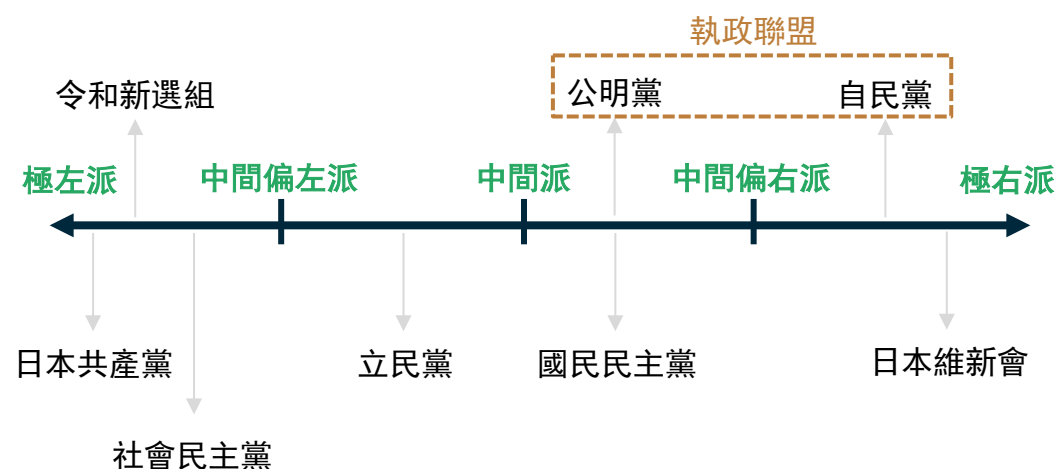 執政聯盟
令和新選組
公明黨
自民黨
極左派
中間偏左派
中間派
中間偏右派
極右派
日本共產黨
立民黨
國民民主黨
日本維新會
社會民主黨